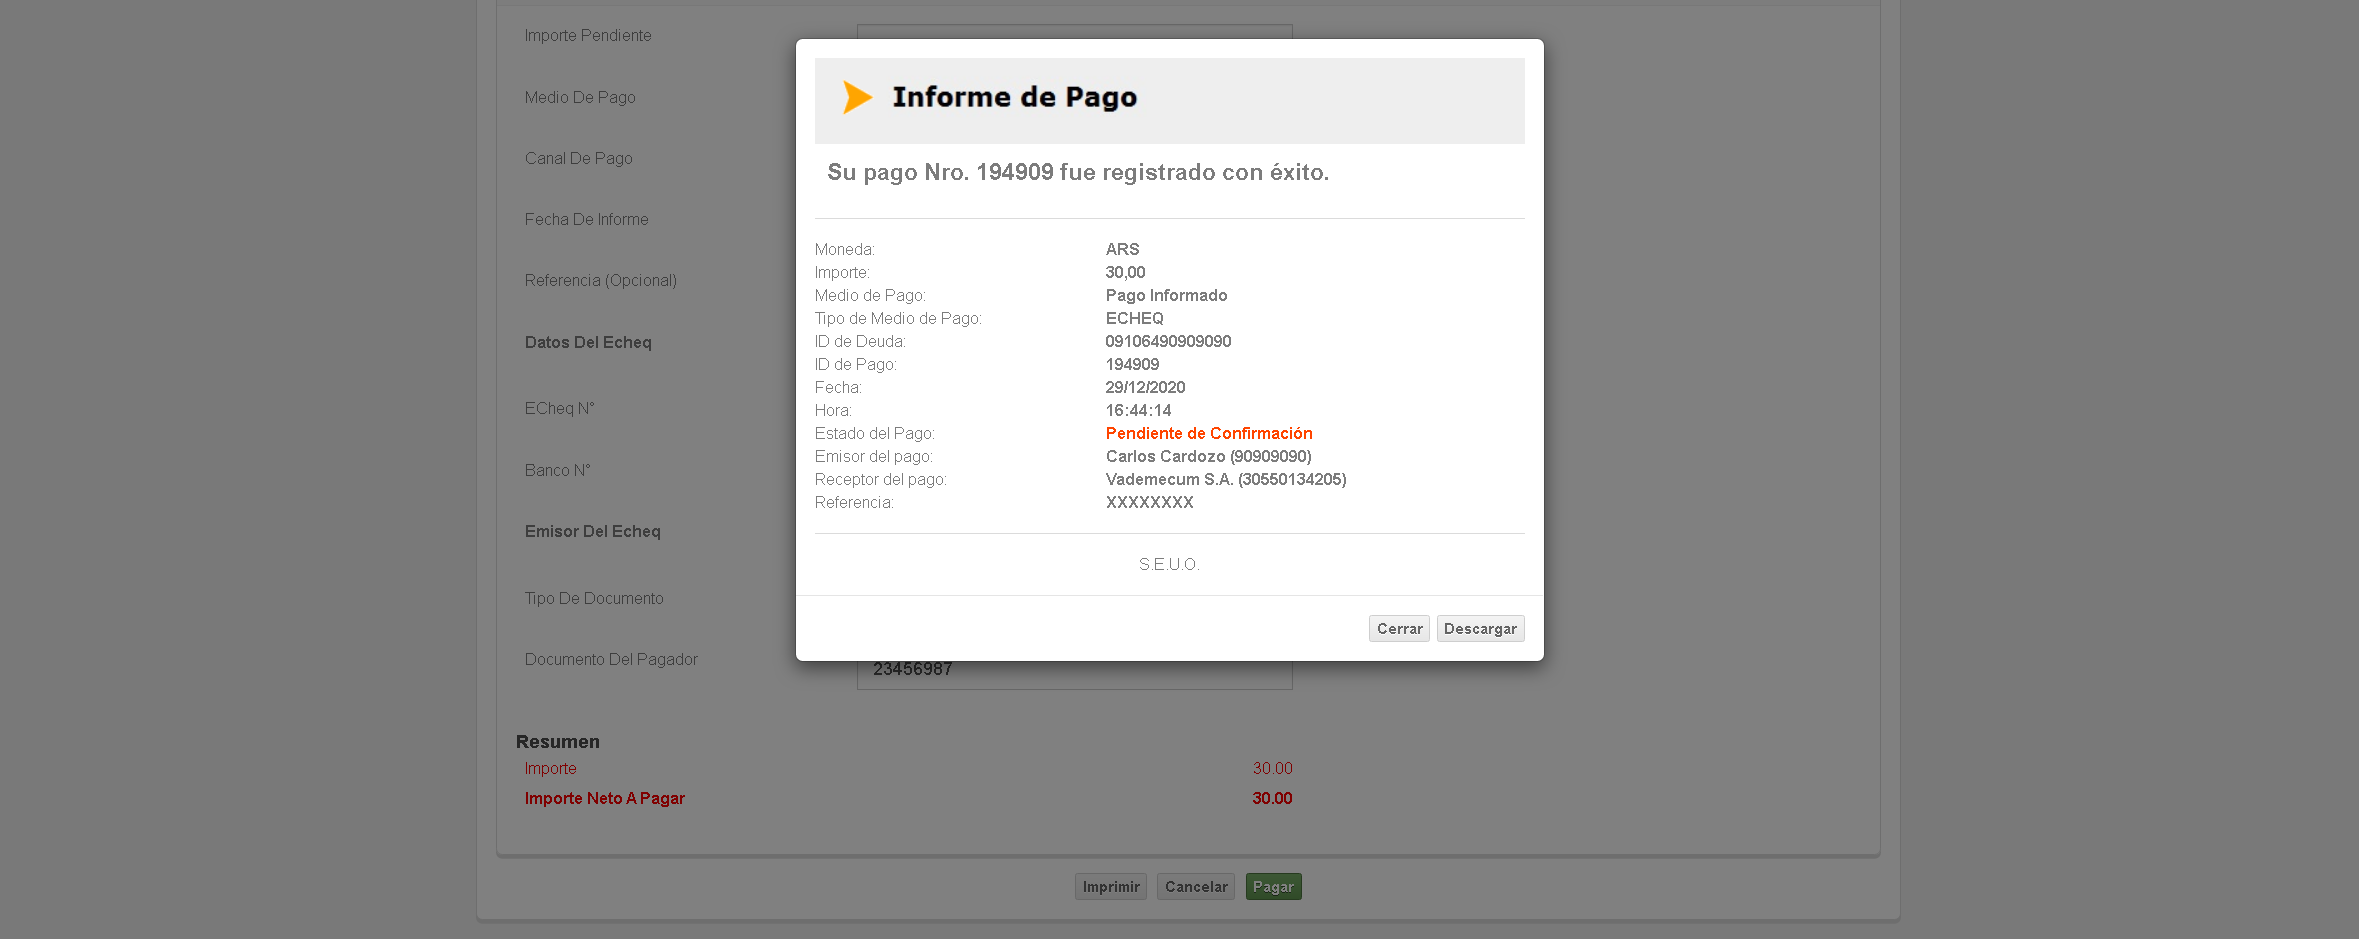 Importe Pendiente
Medio De Pago
Canal De Pago
Fecha De Informe
Referencia (Opcional)
Datos Del Echeq
ECheq N°
Banco N°
Emisor Del Echeq
Tipo De Documento
Documento Del Pagador
23456987
Resumen
Importe 30.00
Importe Neto A Pagar 30.00
Imprimir Cancelar Pagar
Informe de Pago
Su pago Nro. 194909 fue registrado con éxito.
Moneda: ARS
Importe: 30,00
Medio de Pago: Pago Informado
Tipo de Medio de Pago: ECHEQ
ID de Deuda: 09106490909090
ID de Pago: 194909
Fecha: 29/12/2020
Hora: 16:44:14
Estado del Pago: Pendiente de Confirmación
Emisor del pago: Carlos Cardozo (90909090)
Receptor del pago: Vademecum S.A. (30550134205)
Referencia: XXXXXXXX
S.E.U.O.
Cerrar Descargar